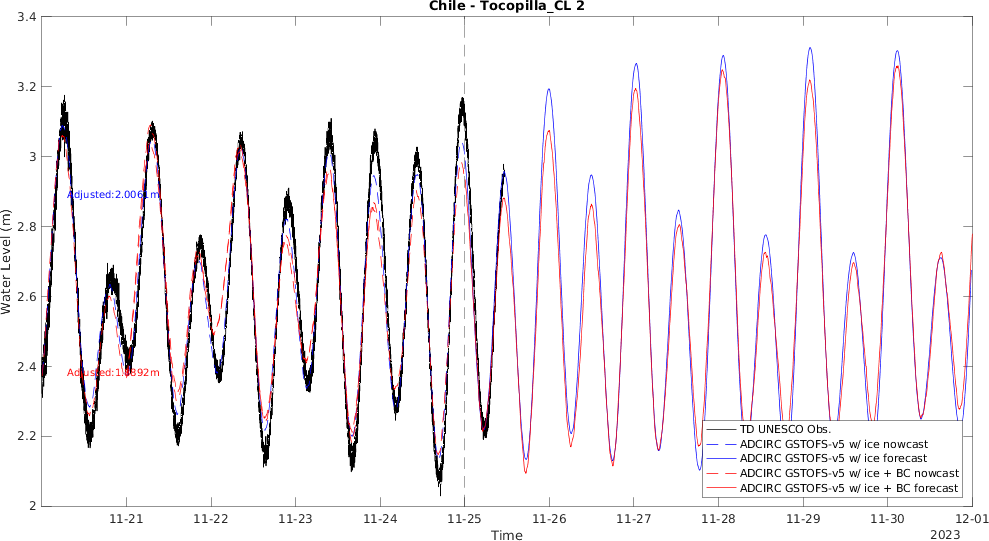 Chile - Tocopilla_CL 2
3.4
3.2
3
2.8
2.6
2.4
2.2
2
Water Level (m)
Adjusted:2.0061m
TD UNESCO Obs.
ADCIRC GSTOFS-v5 w/ ice nowcast
ADCIRC GSTOFS-v5 w/ ice forecast
ADCIRC GSTOFS-v5 w/ ice + BC nowcast
ADCIRC GSTOFS-v5 w/ ice + BC forecast
11-21 11-22 11-23 11-24 11-25 11-26 11-27 11-28 11-29 11-30 12-01
Time
2023